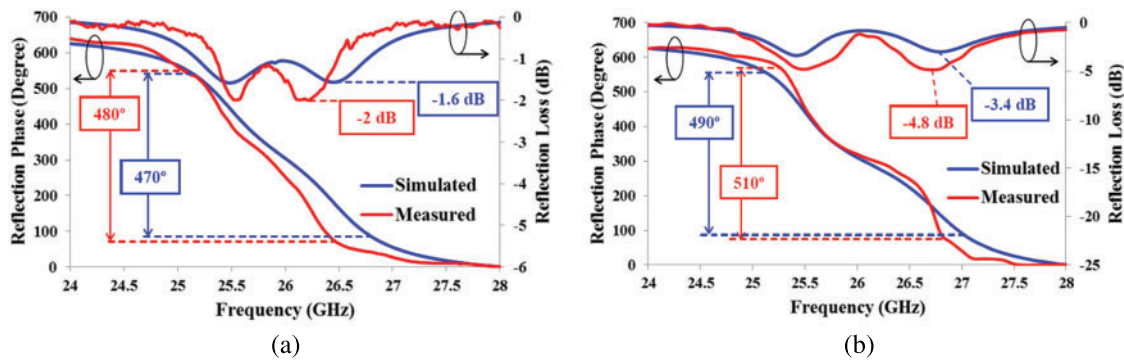 Reflection Phase (Degree)
700
600
500
400
300
200
100
0
24 24.5 25 25.5 26 26.5 27 27.5 28
Frequency (GHz)
0
-1
-2
-3
-4
-5
-6
Reflection Loss (dB)
480º
470º
-1.6 dB
-2 dB
Simulated
Measured
(a)
Reflection Phase (Degree)
700
600
500
400
300
200
100
0
24 24.5 25 25.5 26 26.5 27 27.5 28
Frequency (GHz)
0
-5
-10
-15
-20
-25
Reflection Loss (dB)
490º
510º
-3.4 dB
-4.8 dB
Simulated
Measured
(b)